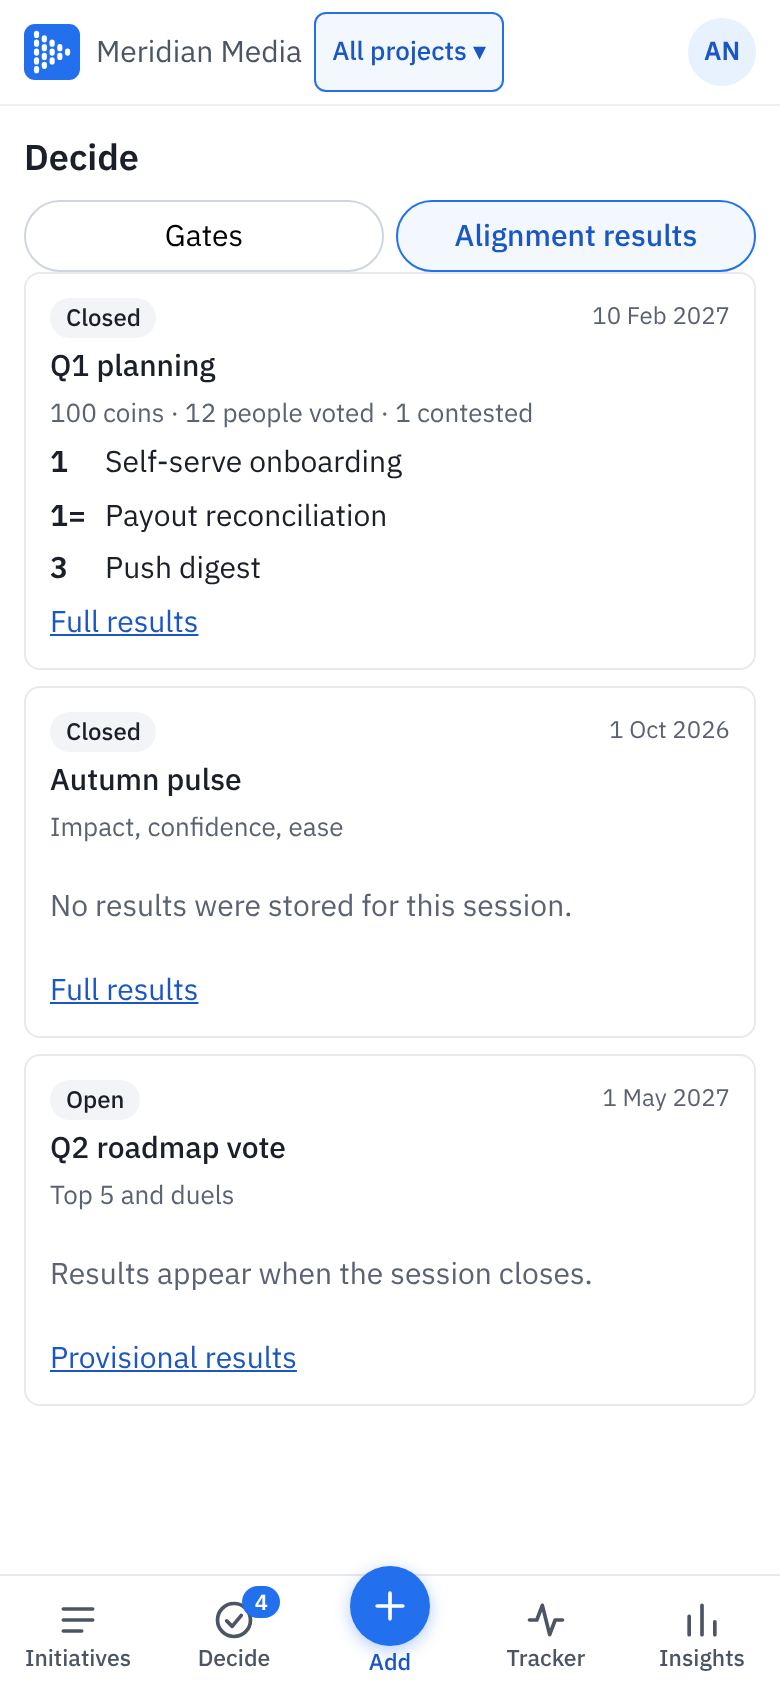 Meridian Media
All projects ▾
AN
Decide
Gates
Alignment results
Closed
10 Feb 2027
Q1 planning
100 coins · 12 people voted · 1 contested
1 Self-serve onboarding
1= Payout reconciliation
3 Push digest
Full results
Closed
1 Oct 2026
Autumn pulse
Impact, confidence, ease
No results were stored for this session.
Full results
Open
1 May 2027
Q2 roadmap vote
Top 5 and duels
Results appear when the session closes.
Provisional results
Initiatives
4
Decide
Add
Tracker
Insights